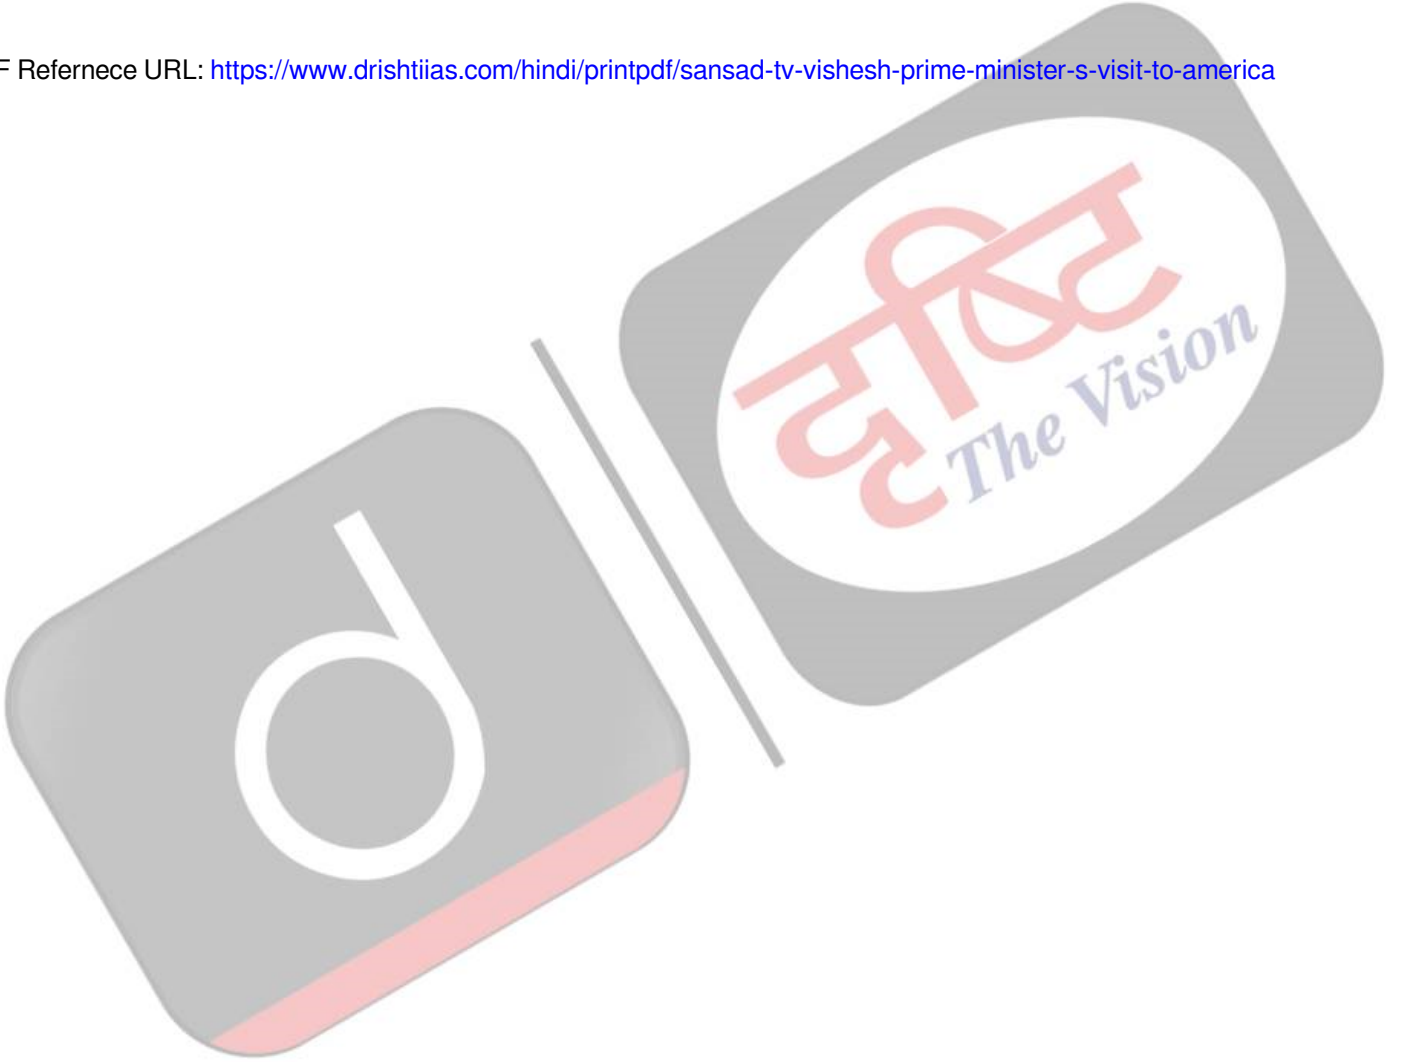 F Refernece URL: https://www.drishtiias.com/hindi/printpdf/sansad-tv-vishesh-prime-minister-s-visit-to-america
दृष्टि
The Vision
d